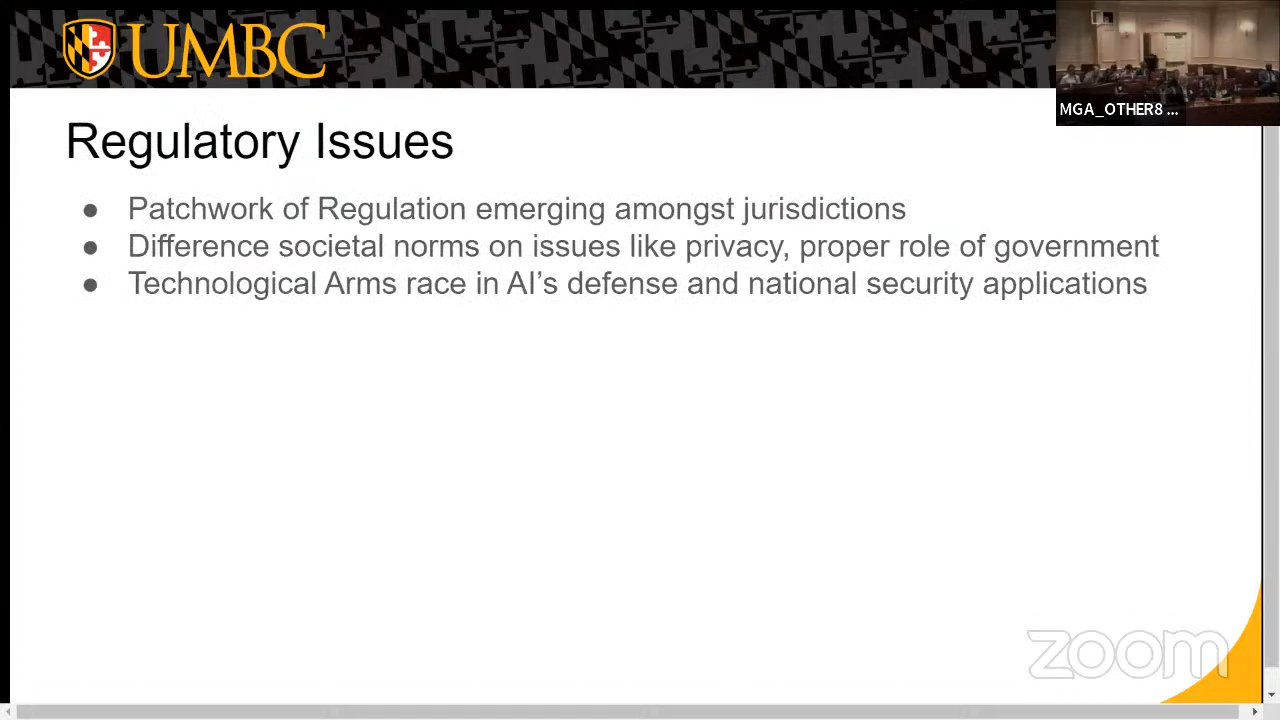 UMBC
MGA_OTHER8 ...
Regulatory Issues
● Patchwork of Regulation emerging amongst jurisdictions
● Difference societal norms on issues like privacy, proper role of government
● Technological Arms race in AI’s defense and national security applications
zoom